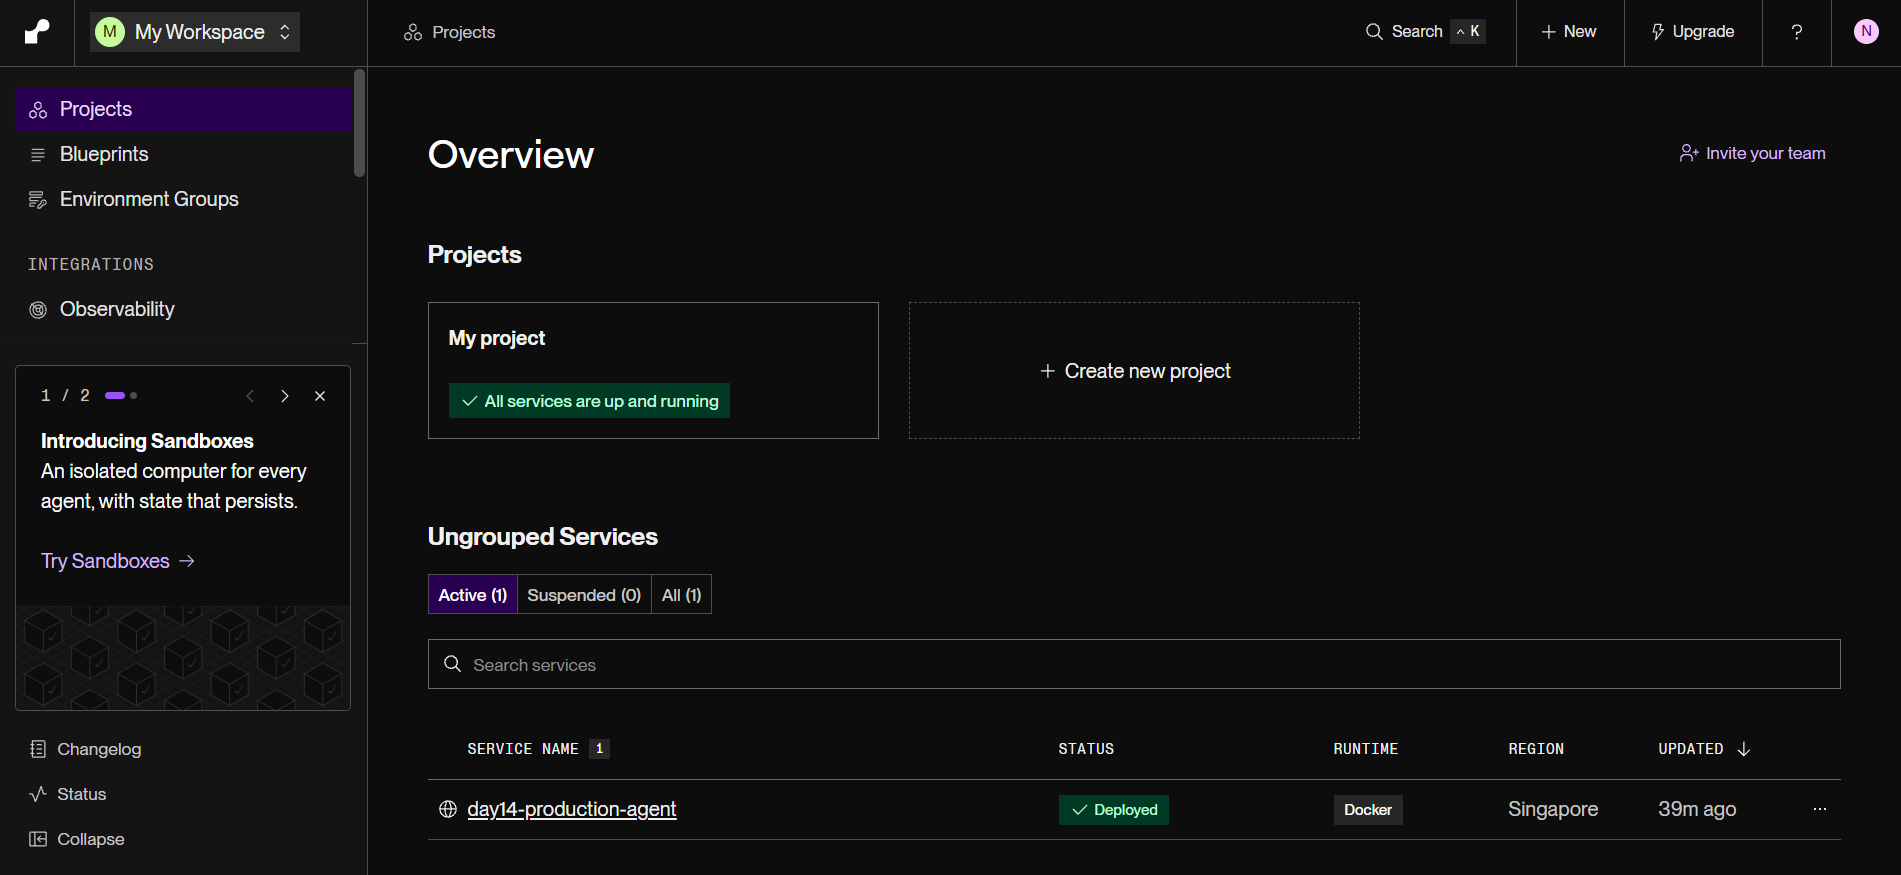 M My Workspace
Projects
Search ^ K
+ New
Upgrade
?
N
Projects
Blueprints
Environment Groups
INTEGRATIONS
Observability
1 / 2
Introducing Sandboxes
An isolated computer for every
agent, with state that persists.
Try Sandboxes →
Changelog
Status
Collapse
Overview
Invite your team
Projects
My project
✓ All services are up and running
+ Create new project
Ungrouped Services
Active (1) Suspended (0) All (1)
Search services
SERVICE NAME 1 STATUS RUNTIME REGION UPDATED ↓
day14-production-agent ✓ Deployed Docker Singapore 39m ago ...